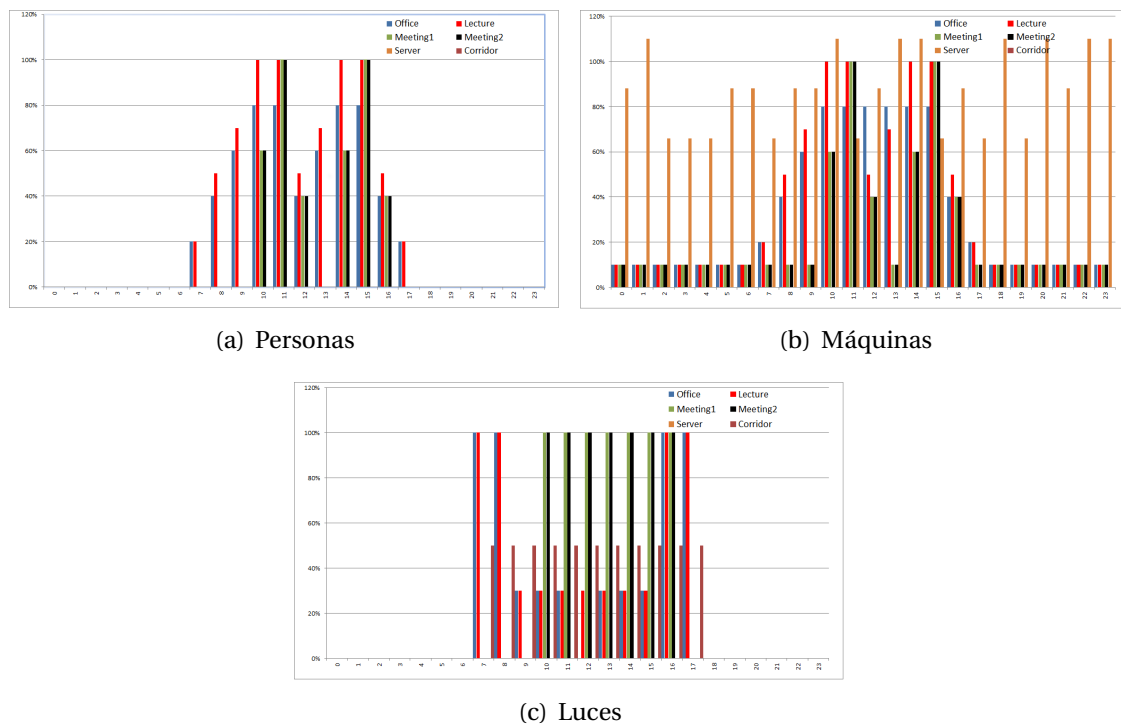 120%
100%
80%
60%
40%
20%
0%
Office Lecture
Meeting1 Meeting2
Server Corridor
0 1 2 3 4 5 6 7 8 9 10 11 12 13 14 15 16 17 18 19 20 21 22 23
(a) Personas
120%
100%
80%
60%
40%
20%
0%
Office Lecture
Meeting1 Meeting2
Server Corridor
0 1 2 3 4 5 6 7 8 9 10 11 12 13 14 15 16 17 18 19 20 21 22 23
(b) Máquinas
120%
100%
80%
60%
40%
20%
0%
Office Lecture
Meeting1 Meeting2
Server Corridor
0 1 2 3 4 5 6 7 8 9 10 11 12 13 14 15 16 17 18 19 20 21 22 23
(c) Luces